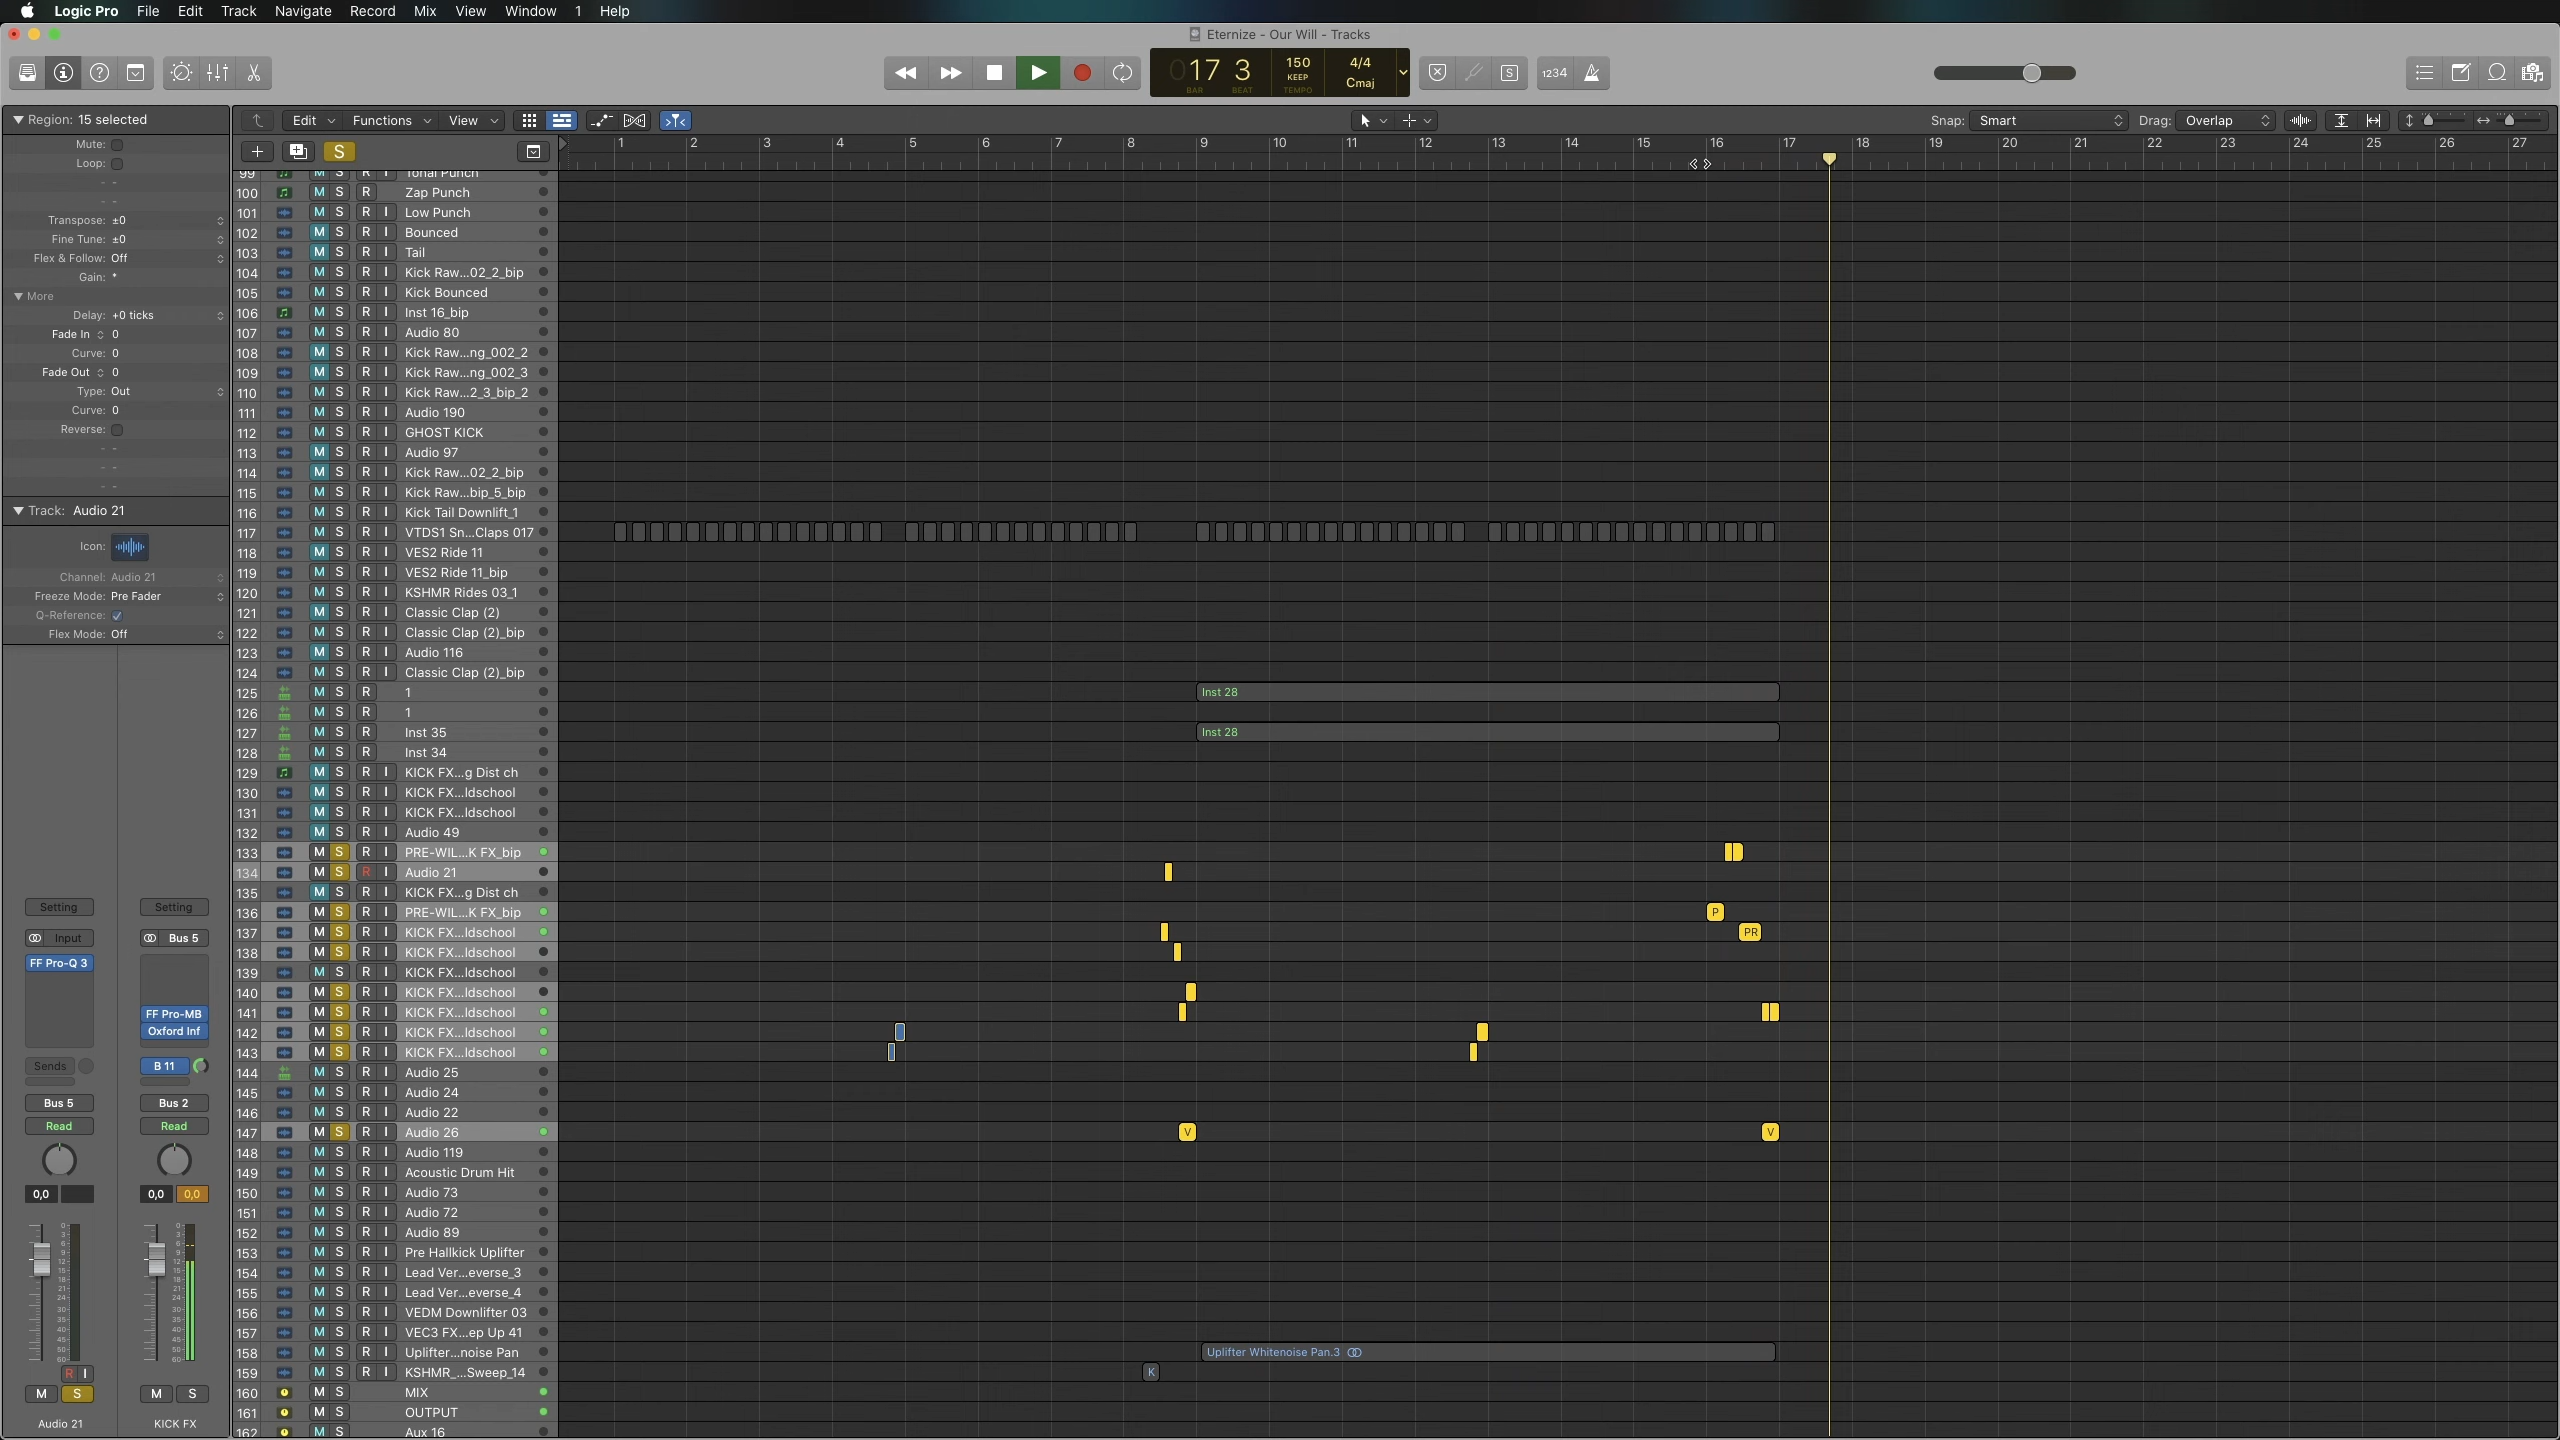 Logic Pro File Edit Track Navigate Record Mix View Window 1 Help
Eternize - Our Will - Tracks
17 3 150 4/4
KEEP Cmaj
BAR BEAT TEMPO
S
1234
Region: 15 selected
Mute:
Loop:
Transpose: ±0
Fine Tune: ±0
Flex & Follow: Off
Gain:
More
Delay: +0 ticks
Fade In 0
Curve: 0
Fade Out 0
Type: Out
Curve: 0
Reverse:
Track: Audio 21
Icon:
Channel: Audio 21
Freeze Mode: Pre Fader
Q-Reference:
Flex Mode: Off
Setting Setting
Input Bus 5
FF Pro-Q 3
FF Pro-MB
Oxford Inf
Sends B 11
Bus 5 Bus 2
Read Read
0,0 0,0 0,0
R I
M S M S
Audio 21 KICK FX
Edit Functions View Snap: Smart Drag: Overlap
S
1 2 3 4 5 6 7 8 9 10 11 12 13 14 15 16 17 18 19 20 21 22 23 24 25 26 27
99 M S R I Tonal Punch
100 M S R Zap Punch
101 M S R I Low Punch
102 M S R I Bounced
103 M S R I Tail
104 M S R I Kick Raw...02_2_bip
105 M S R I Kick Bounced
106 M S R I Inst 16_bip
107 M S R I Audio 80
108 M S R I Kick Raw...ng_002_2
109 M S R I Kick Raw...ng_002_3
110 M S R I Kick Raw...2_3_bip_2
111 M S R I Audio 190
112 M S R I GHOST KICK
113 M S R I Audio 97
114 M S R I Kick Raw...02_2_bip
115 M S R I Kick Raw...bip_5_bip
116 M S R I Kick Tail Downlift_1
117 M S R I VTDS1 Sn...Claps 017
118 M S R I VES2 Ride 11
119 M S R I VES2 Ride 11_bip
120 M S R I KSHMR Rides 03_1
121 M S R I Classic Clap (2)
122 M S R I Classic Clap (2)_bip
123 M S R I Audio 116
124 M S R I Classic Clap (2)_bip
125 M S R 1 Inst 28
126 M S R 1
127 M S R Inst 35 Inst 28
128 M S R Inst 34
129 M S R I KICK FX...g Dist ch
130 M S R I KICK FX...ldschool
131 M S R I KICK FX...ldschool
132 M S R I Audio 49
133 M S R I PRE-WIL...K FX_bip
134 M S R I Audio 21
135 M S R I KICK FX...g Dist ch
136 M S R I PRE-WIL...K FX_bip P
137 M S R I KICK FX...ldschool PR
138 M S R I KICK FX...ldschool
139 M S R I KICK FX...ldschool
140 M S R I KICK FX...ldschool
141 M S R I KICK FX...ldschool
142 M S R I KICK FX...ldschool
143 M S R I KICK FX...ldschool
144 M S R I Audio 25
145 M S R I Audio 24
146 M S R I Audio 22
147 M S R I Audio 26 V V
148 M S R I Audio 119
149 M S R I Acoustic Drum Hit
150 M S R I Audio 73
151 M S R I Audio 72
152 M S R I Audio 89
153 M S R I Pre Hallkick Uplifter
154 M S R I Lead Ver...everse_3
155 M S R I Lead Ver...everse_4
156 M S R I VEDM Downlifter 03
157 M S R I VEC3 FX...ep Up 41
158 M S R I Uplifter...noise Pan Uplifter Whitenoise Pan.3
159 M S R I KSHMR_...Sweep_14 K
160 M S MIX
161 M S OUTPUT
162 M S Aux 16